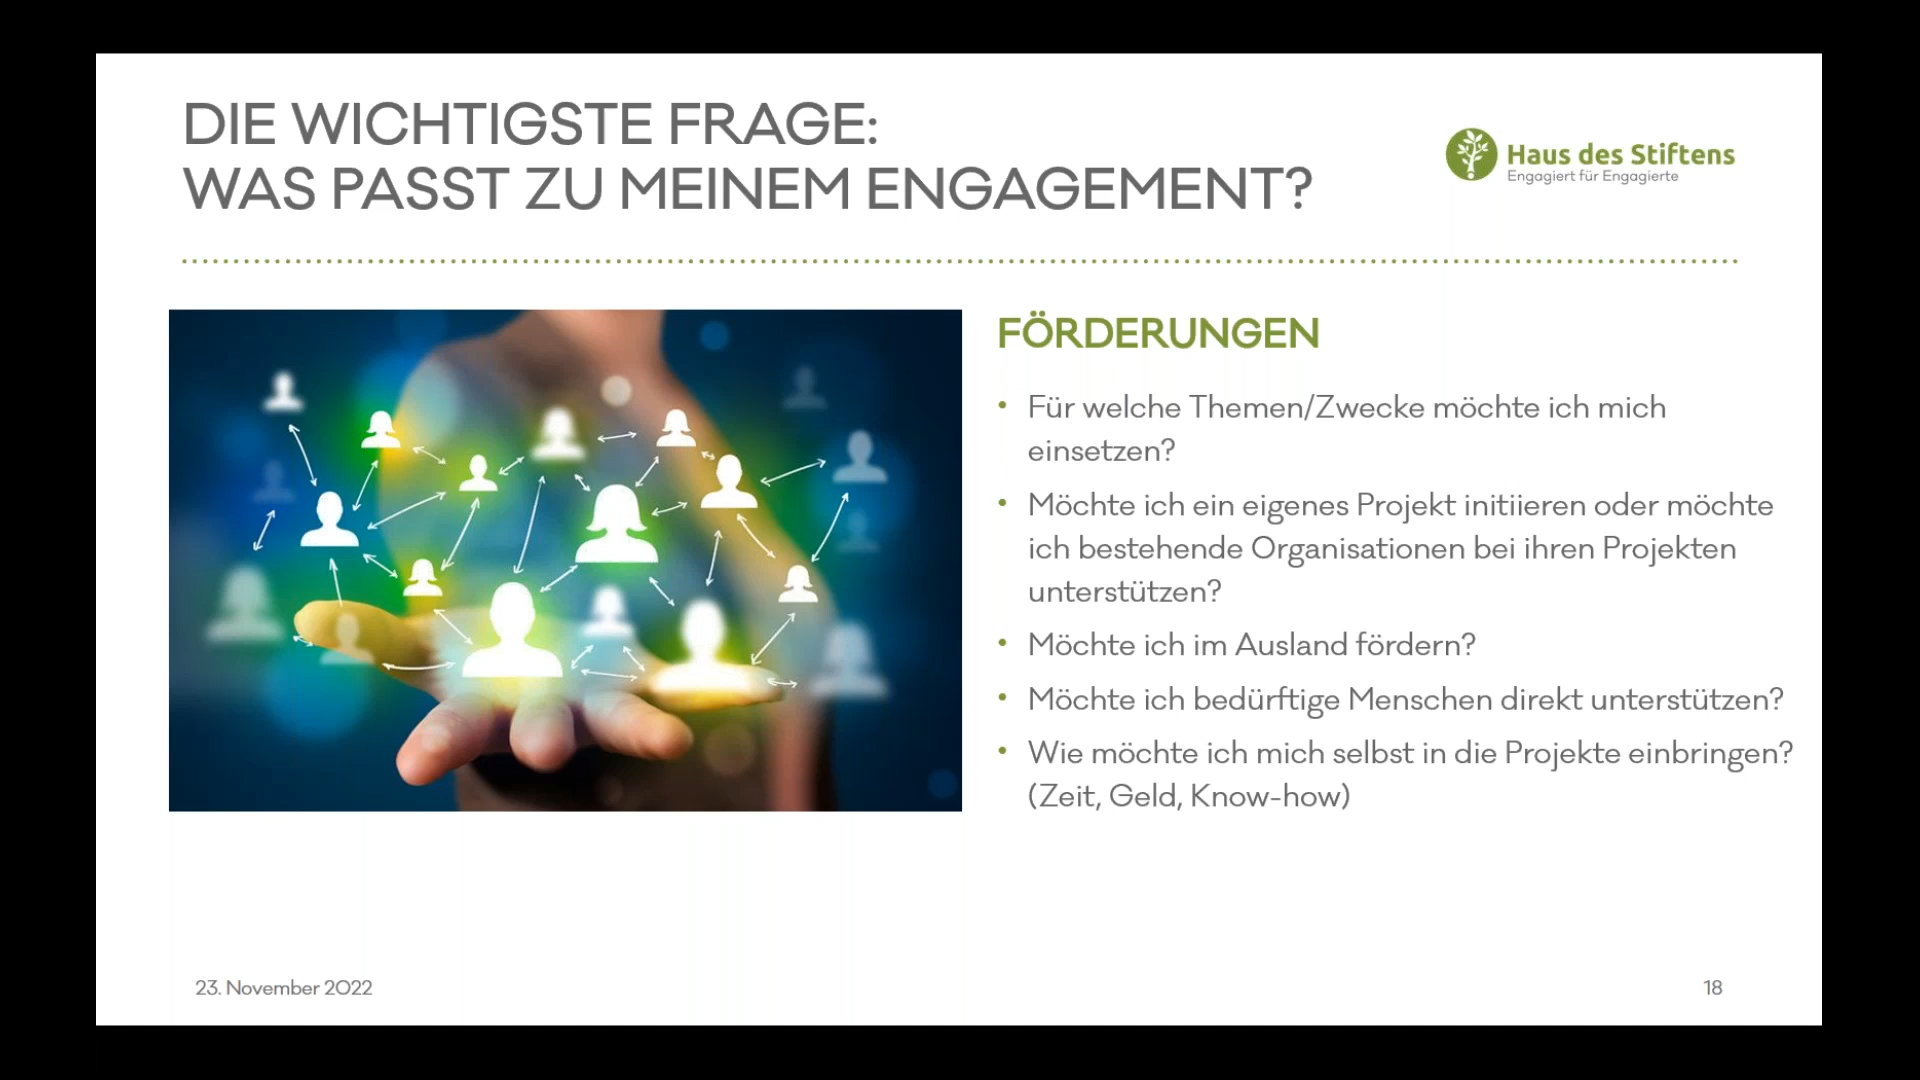 DIE WICHTIGSTE FRAGE:
WAS PASST ZU MEINEM ENGAGEMENT?
Haus des Stiftens
Engagiert für Engagierte
FÖRDERUNGEN
• Für welche Themen/Zwecke möchte ich mich
einsetzen?
• Möchte ich ein eigenes Projekt initiieren oder möchte
ich bestehende Organisationen bei ihren Projekten
unterstützen?
• Möchte ich im Ausland fördern?
• Möchte ich bedürftige Menschen direkt unterstützen?
• Wie möchte ich mich selbst in die Projekte einbringen?
(Zeit, Geld, Know-how)
23. November 2022
18